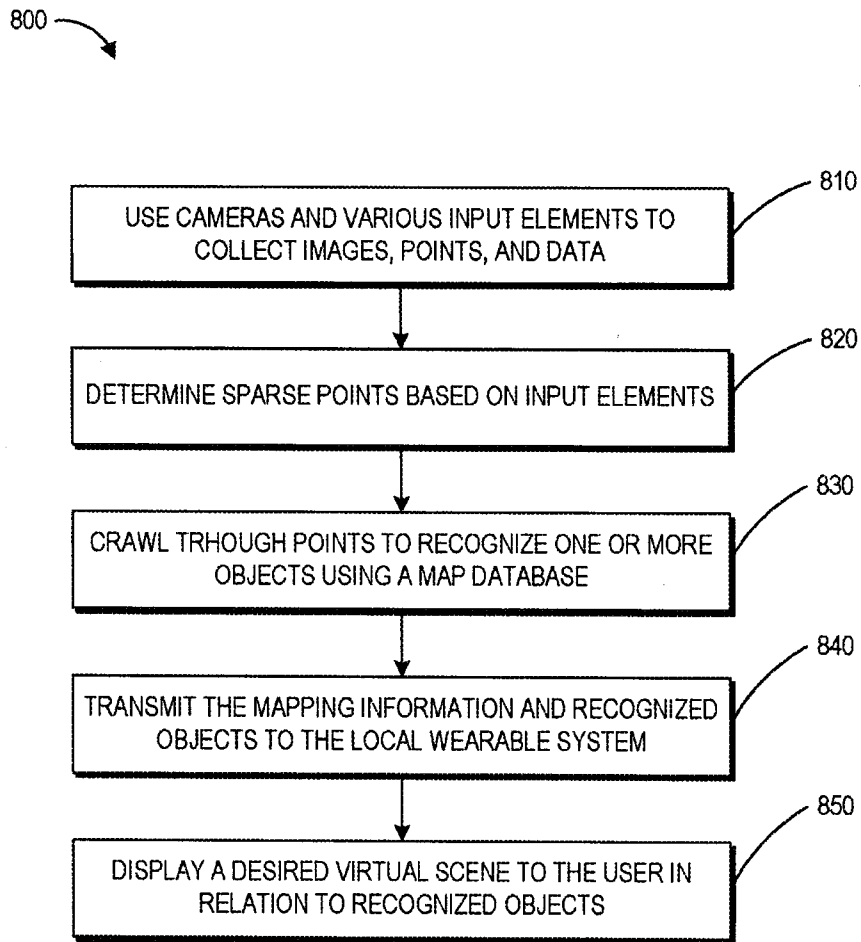 800
810
USE CAMERAS AND VARIOUS INPUT ELEMENTS TO
COLLECT IMAGES, POINTS, AND DATA
820
DETERMINE SPARSE POINTS BASED ON INPUT ELEMENTS
830
CRAWL TRHOUGH POINTS TO RECOGNIZE ONE OR MORE
OBJECTS USING A MAP DATABASE
840
TRANSMIT THE MAPPING INFORMATION AND RECOGNIZED
OBJECTS TO THE LOCAL WEARABLE SYSTEM
850
DISPLAY A DESIRED VIRTUAL SCENE TO THE USER IN
RELATION TO RECOGNIZED OBJECTS